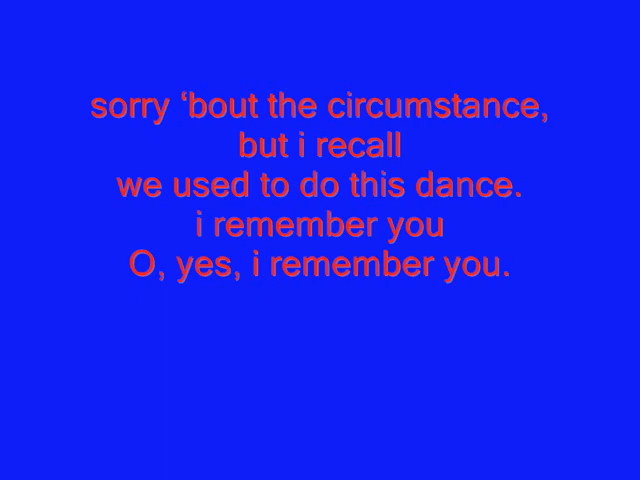 sorry ‘bout the circumstance,
but i recall
we used to do this dance.
i remember you
O, yes, i remember you.